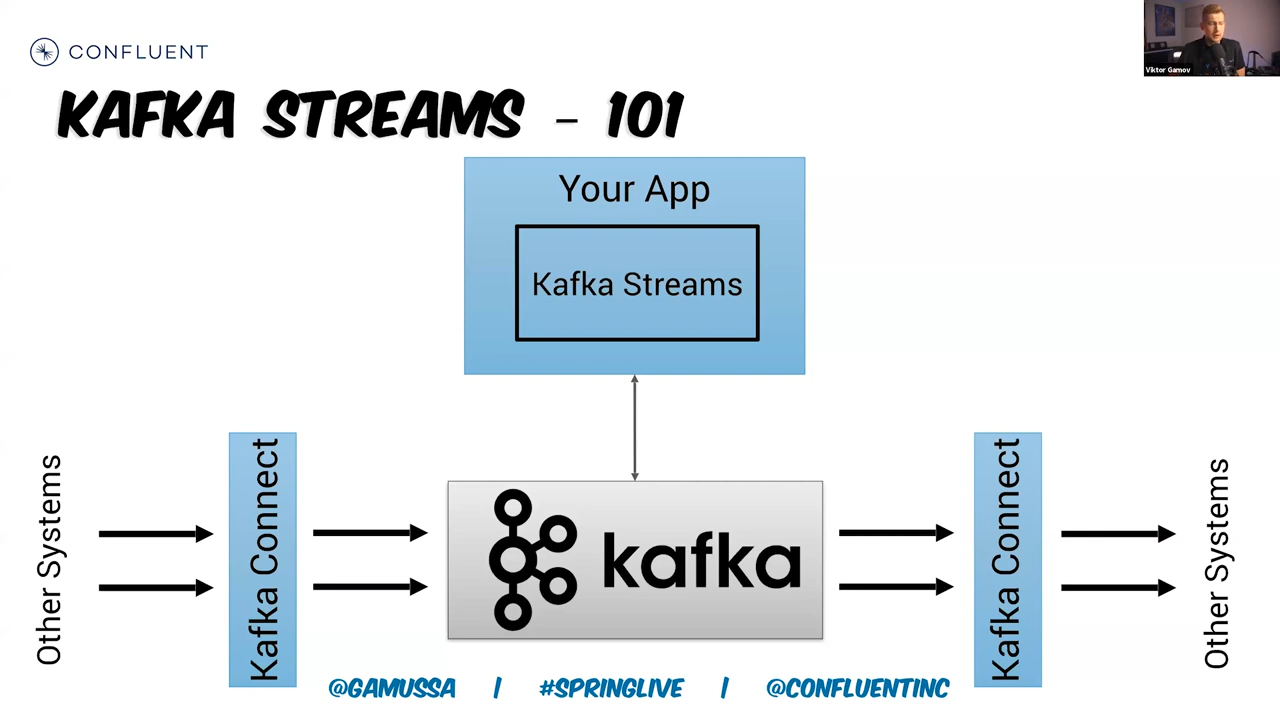 CONFLUENT
Viktor Gamov
KAFKA STREAMS – 101
Your App
Kafka Streams
Other Systems
Kafka Connect
kafka
Kafka Connect
Other Systems
@GAMUSSA | #SPRINGLIVE | @CONFLUENTINC